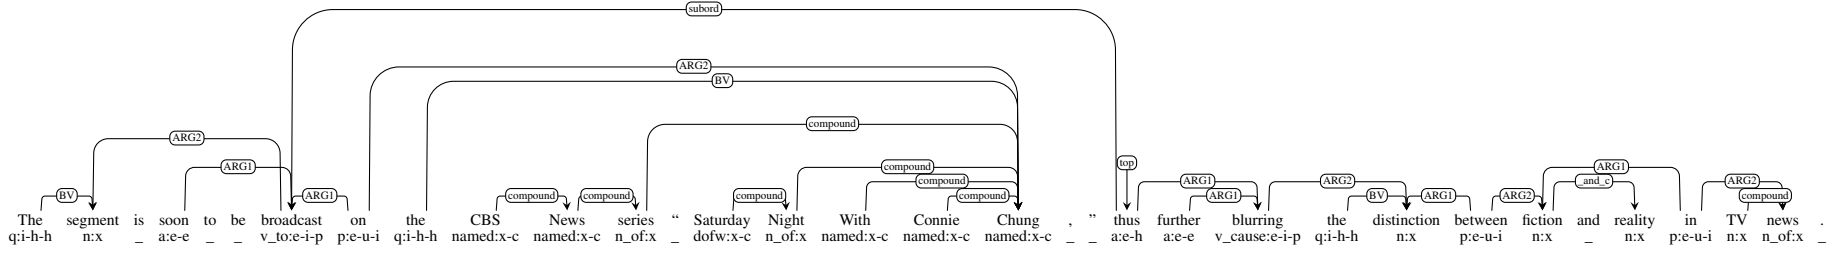 subord
ARG2
BV
compound
ARG2
ARG1 compound top ARG1
compound ARG1 ARG2 _and_c ARG2
BV ARG1 compound compound compound compound ARG1 BV ARG1 ARG2 compound
The segment is soon to be broadcast on the CBS News series “ Saturday Night With Connie Chung , ” thus further blurring the distinction between fiction and reality in TV news .
q:i-h-h n:x _ a:e-e _ _ v_to:e-i-p p:e-u-i q:i-h-h named:x-c named:x-c n_of:x _ dofw:x-c n_of:x named:x-c named:x-c named:x-c _ _ a:e-h a:e-e v_cause:e-i-p q:i-h-h n:x p:e-u-i n:x _ n:x p:e-u-i n:x n_of:x _